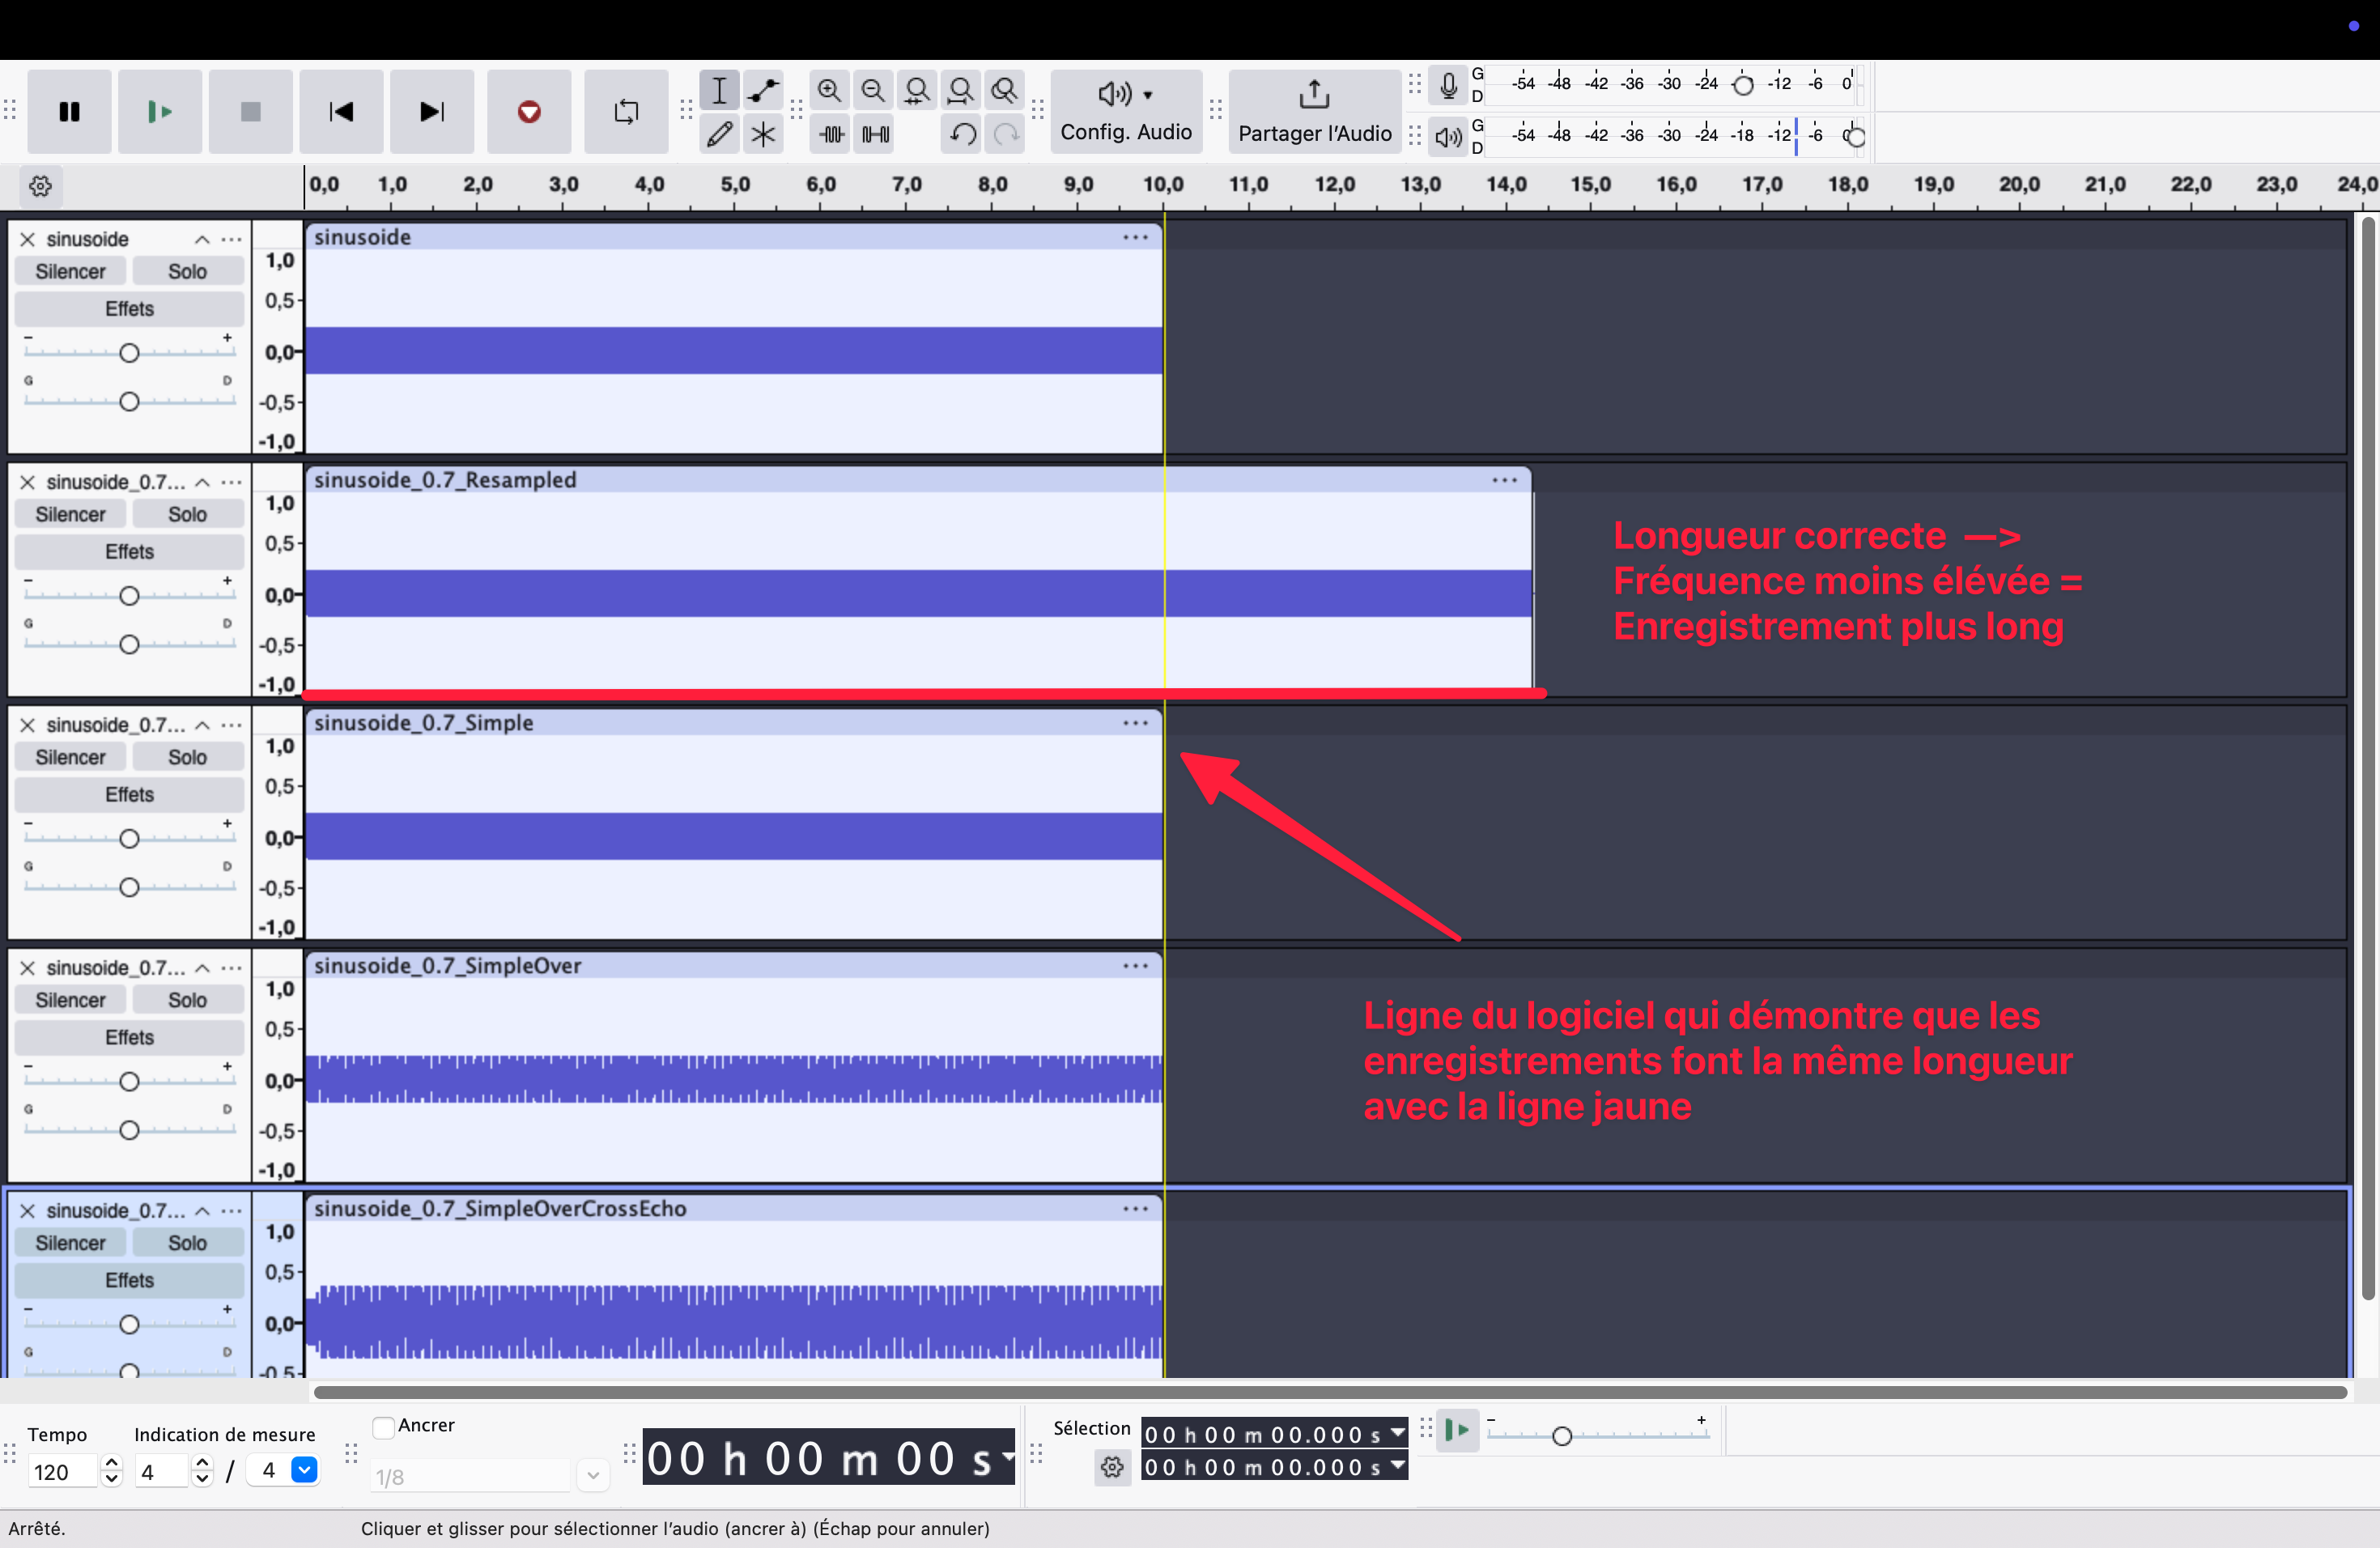 G
D
-54 -48 -42 -36 -30 -24 -12 -6 0
Config. Audio
Partager l'Audio
G
D
-54 -48 -42 -36 -30 -24 -18 -12 -6 0
0,0 1,0 2,0 3,0 4,0 5,0 6,0 7,0 8,0 9,0 10,0 11,0 12,0 13,0 14,0 15,0 16,0 17,0 18,0 19,0 20,0 21,0 22,0 23,0 24,0
sinusoide
Silencer Solo
Effets
- +
G D
1,0
0,5
0,0
-0,5
-1,0
sinusoide
sinusoide_0.7...
Silencer Solo
Effets
- +
G D
1,0
0,5
0,0
-0,5
-1,0
sinusoide_0.7_Resampled
Longueur correcte —>
Fréquence moins élévée =
Enregistrement plus long
sinusoide_0.7...
Silencer Solo
Effets
- +
G D
1,0
0,5
0,0
-0,5
-1,0
sinusoide_0.7_Simple
sinusoide_0.7...
Silencer Solo
Effets
- +
G D
1,0
0,5
0,0
-0,5
-1,0
sinusoide_0.7_SimpleOver
Ligne du logiciel qui démontre que les
enregistrements font la même longueur
avec la ligne jaune
sinusoide_0.7...
Silencer Solo
Effets
- +
G D
1,0
0,5
0,0
-0,5
sinusoide_0.7_SimpleOverCrossEcho
Tempo
120
Indication de mesure
4 / 4
Ancrer
1/8
00 h 00 m 00 s
Sélection
00 h 00 m 00.000 s
00 h 00 m 00.000 s
- +
Arrêté.
Cliquer et glisser pour sélectionner l'audio (ancrer à) (Échap pour annuler)